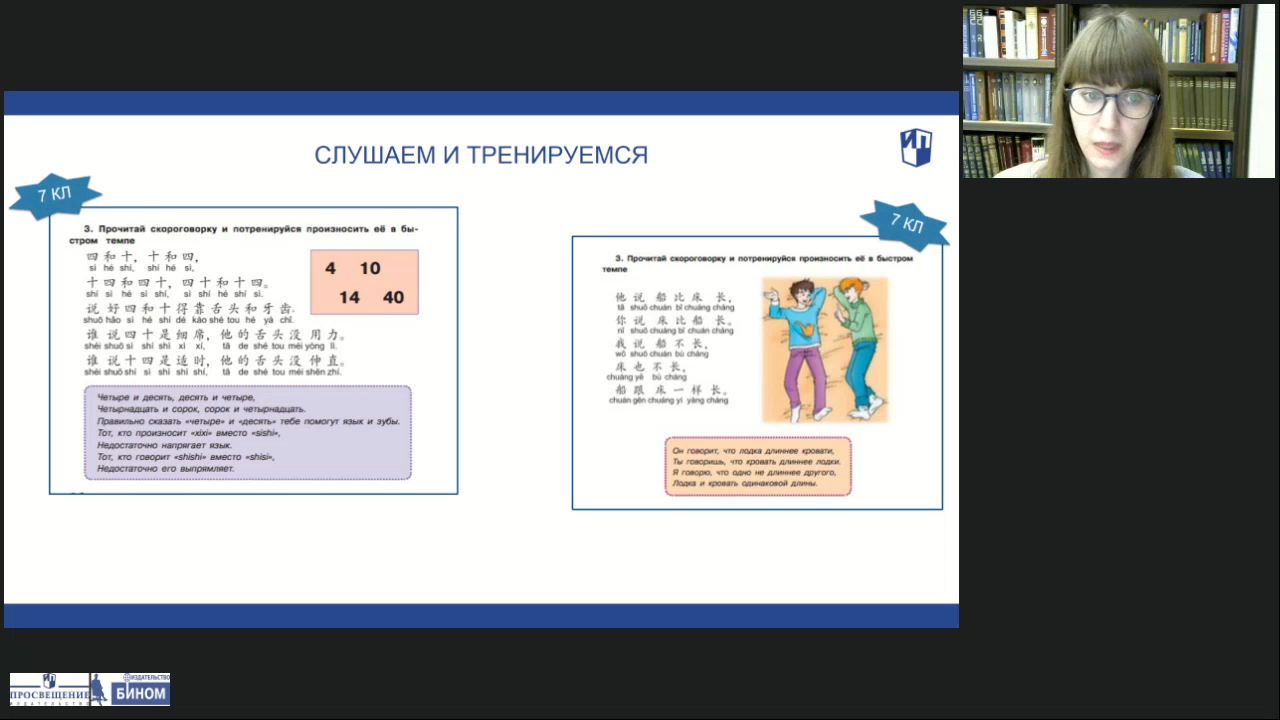 СЛУШАЕМ И ТРЕНИРУЕМСЯ
ИП
7 КЛ
3. Прочитай скороговорку и потренируйся произносить её в бы-
стром темпе
四 和 十, 十 和 四,
sì hé shí, shí hé sì,
十 四 和 四 十, 四 十 和 十 四。
shí sì hé sì shí, sì shí hé shí sì.
说 好 四 和 十 得 靠 舌 头 和 牙 齿.
shuō hǎo sì hé shí dé kào shé tou hé yá chǐ.
谁 说 四 十 是 细 席, 他 的 舌 头 没 用 力。
shéi shuō sì shí shì xì xí, tā de shé tou méi yòng lì.
谁 说 十 四 是 适 时, 他 的 舌 头 没 伸 直。
shéi shuō shí sì shì shì shí, tā de shé tou méi shēn zhí.
4 10
14 40
Четыре и десять, десять и четыре,
Четырнадцать и сорок, сорок и четырнадцать.
Правильно сказать «четыре» и «десять» тебе помогут язык и зубы.
Тот, кто произносит «xixi» вместо «sishi»,
Недостаточно напрягает язык.
Тот, кто говорит «shishi» вместо «shisi»,
Недостаточно его выпрямляет.
7 КЛ
3. Прочитай скороговорку и потренируйся произносить её в быстром
темпе
他 说 船 比 床 长,
tā shuō chuán bǐ chuáng cháng
你 说 床 比 船 长。
nǐ shuō chuáng bǐ chuán cháng
我 说 船 不 长,
wǒ shuō chuán bù cháng
床 也 不 长,
chuáng yě bù cháng
船 跟 床 一 样 长。
chuán gēn chuáng yí yàng cháng
Он говорит, что лодка длиннее кровати,
Ты говоришь, что кровать длиннее лодки.
Я говорю, что одно не длиннее другого,
Лодка и кровать одинаковой длины.
ПРОСВЕЩЕНИЕ
ИЗДАТЕЛЬСТВО
ИЗДАТЕЛЬСТВО
БИНОМ